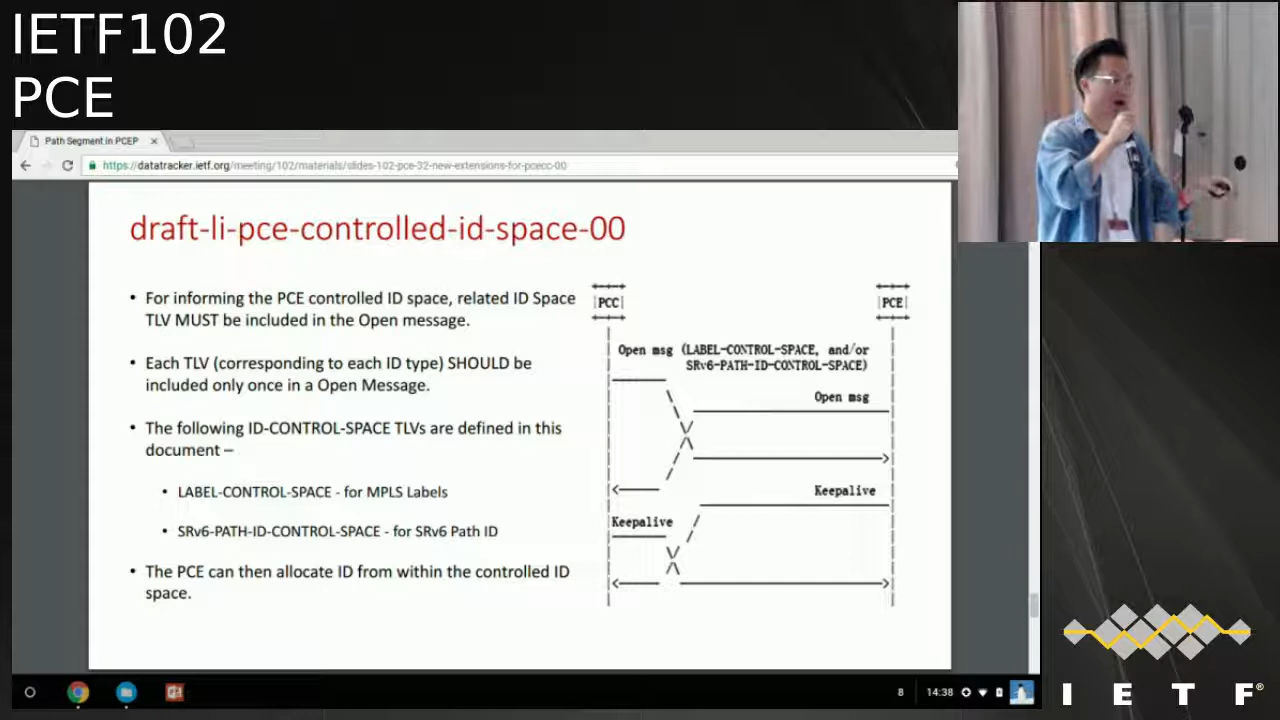 IETF102
PCE
Path Segment in PCEP
https://datatracker.ietf.org/meeting/102/materials/slides-102-pce-32-new-extensions-for-pcecc-00
draft-li-pce-controlled-id-space-00
• For informing the PCE controlled ID space, related ID Space
TLV MUST be included in the Open message.
• Each TLV (corresponding to each ID type) SHOULD be
included only once in a Open Message.
• The following ID-CONTROL-SPACE TLVs are defined in this
document –
• LABEL-CONTROL-SPACE - for MPLS Labels
• SRv6-PATH-ID-CONTROL-SPACE - for SRv6 Path ID
• The PCE can then allocate ID from within the controlled ID
space.
PCC
PCE
Open msg (LABEL-CONTROL-SPACE, and/or
SRv6-PATH-ID-CONTROL-SPACE)
Open msg
Keepalive
Keepalive
8
14:38
I E T F®